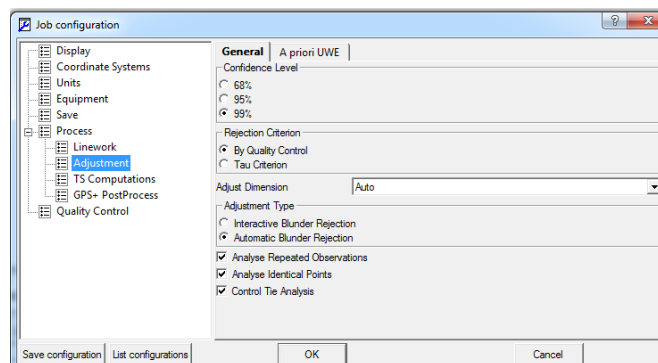 Job configuration
Display
Coordinate Systems
Units
Equipment
Save
Process
Linework
Adjustment
TS Computations
GPS+ PostProcess
Quality Control
General
A priori UWE
Confidence Level
68%
95%
99%
Rejection Criterion
By Quality Control
Tau Criterion
Adjust Dimension
Auto
Adjustment Type
Interactive Blunder Rejection
Automatic Blunder Rejection
Analyse Repeated Observations
Analyse Identical Points
Control Tie Analysis
Save configuration
List configurations
OK
Cancel